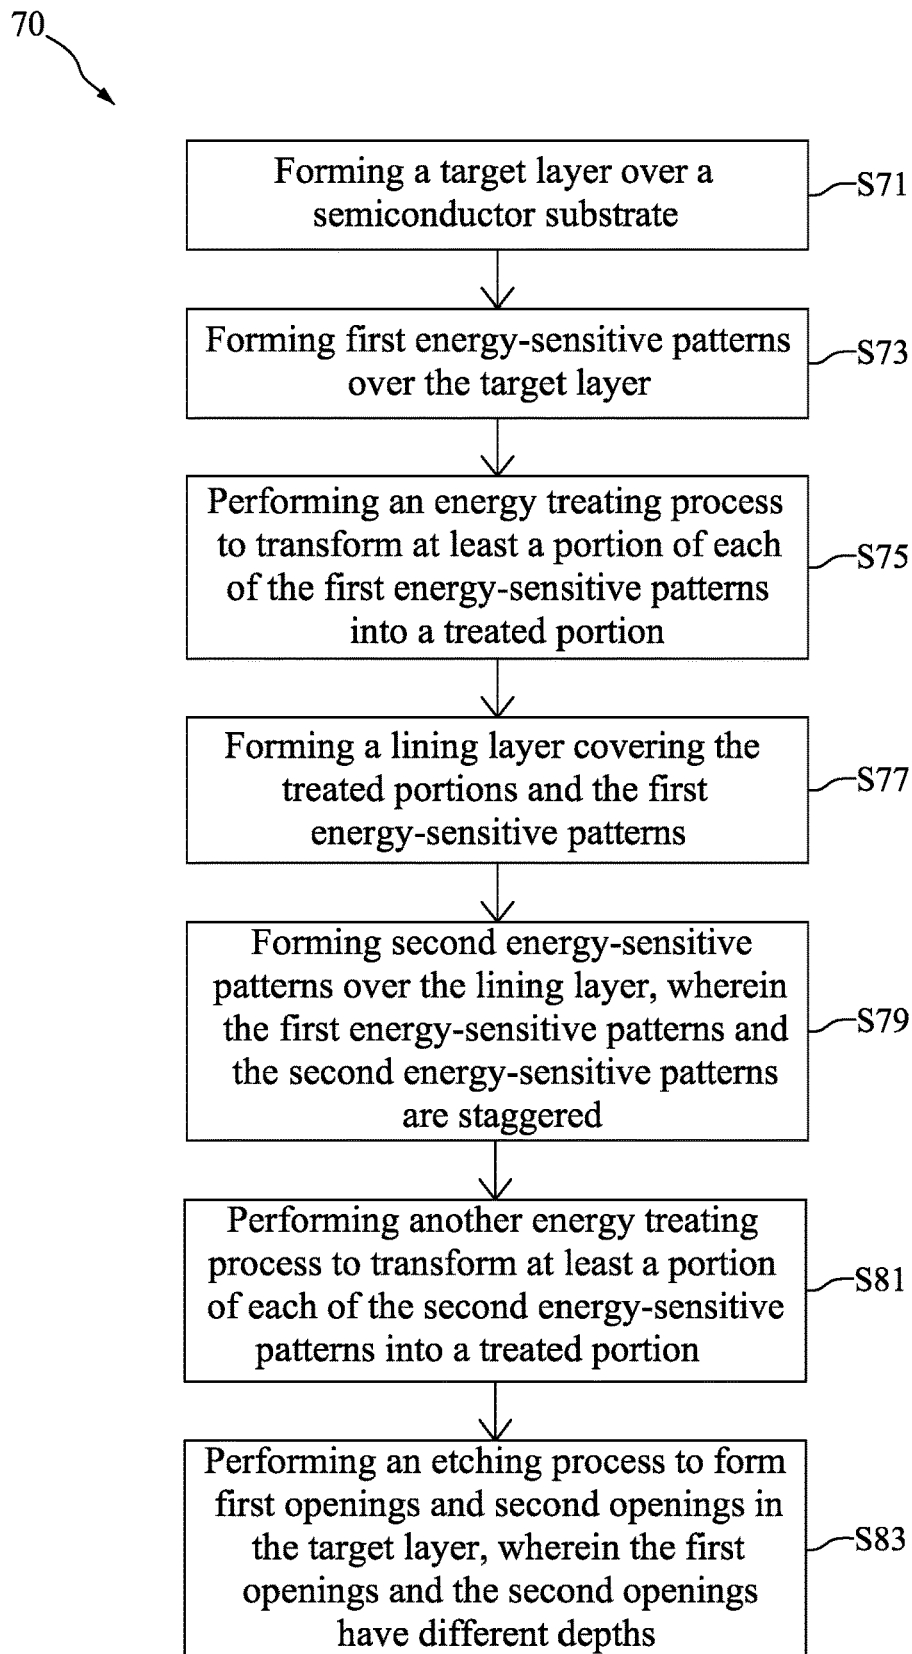 70
Forming a target layer over a
semiconductor substrate
S71
Forming first energy-sensitive patterns
over the target layer
S73
Performing an energy treating process
to transform at least a portion of each
of the first energy-sensitive patterns
into a treated portion
S75
Forming a lining layer covering the
treated portions and the first
energy-sensitive patterns
S77
Forming second energy-sensitive
patterns over the lining layer, wherein
the first energy-sensitive patterns and
the second energy-sensitive patterns
are staggered
S79
Performing another energy treating
process to transform at least a portion
of each of the second energy-sensitive
patterns into a treated portion
S81
Performing an etching process to form
first openings and second openings in
the target layer, wherein the first
openings and the second openings
have different depths
S83